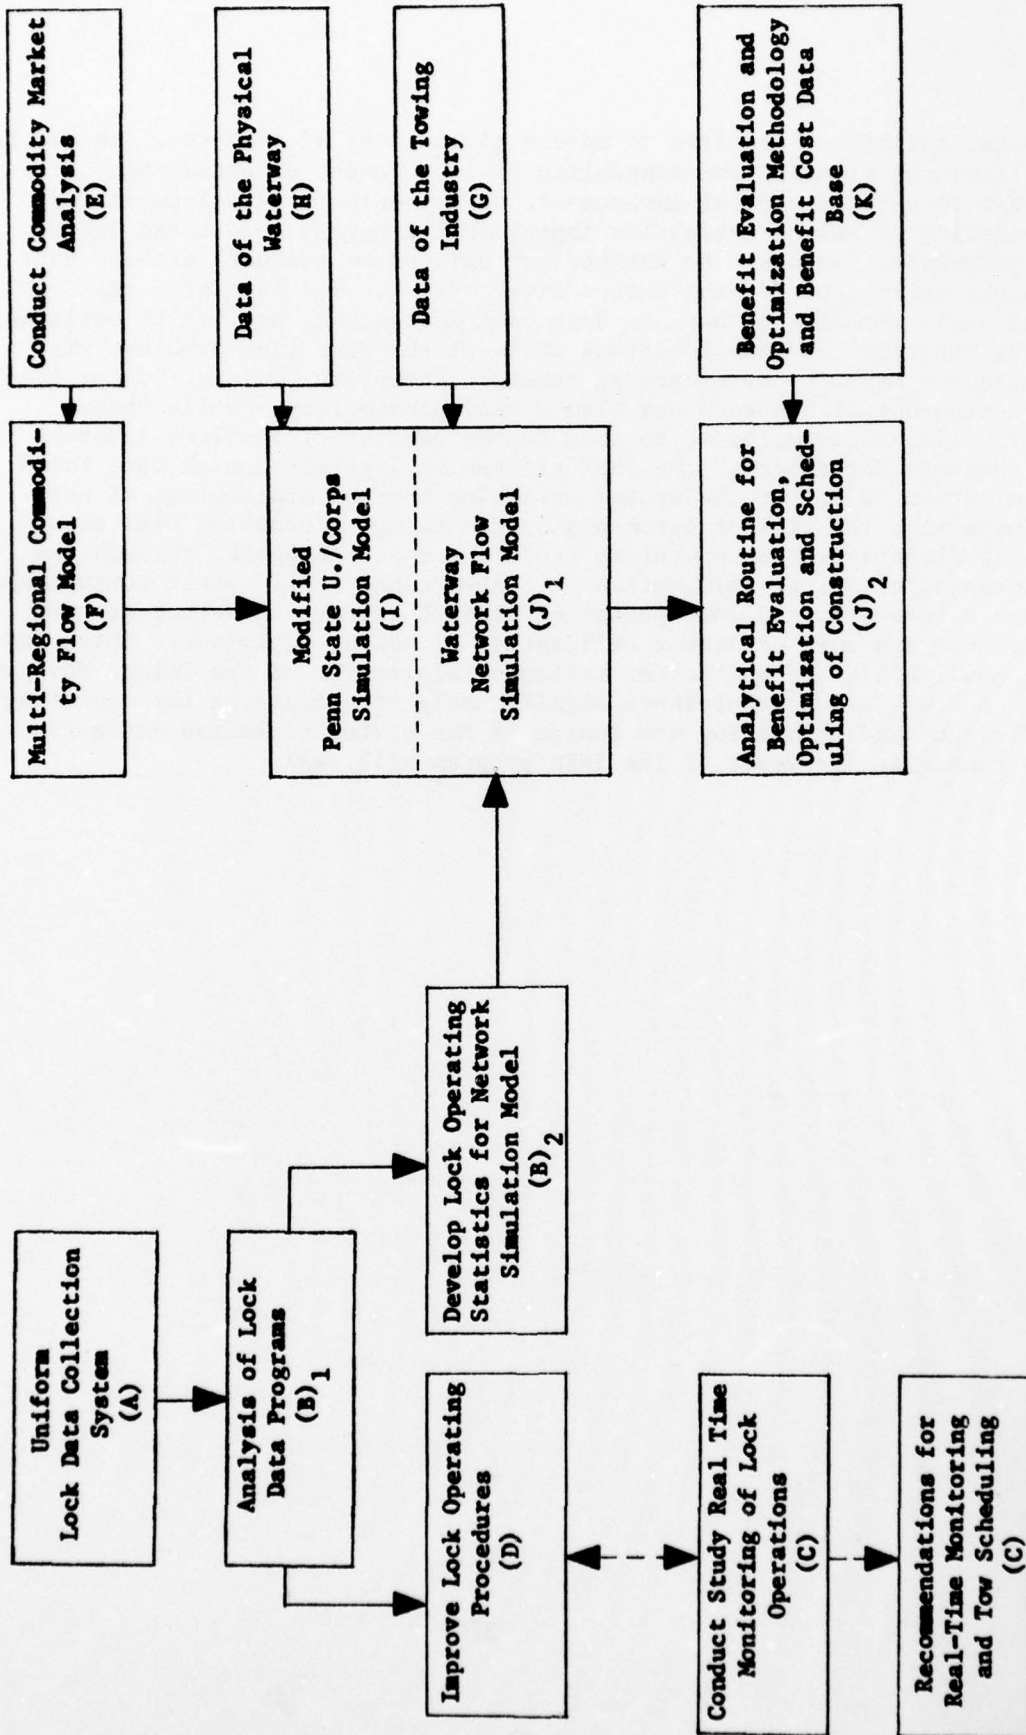 Uniform
Lock Data Collection
System
(A)
Analysis of Lock
Data Programs
(B)1
Improve Lock Operating
Procedures
(D)
Develop Lock Operating
Statistics for Network
Simulation Model
(B)2
Conduct Study Real Time
Monitoring of Lock
Operations
(C)
Recommendations for
Real-Time Monitoring
and Tow Scheduling
(C)
Multi-Regional Commodi-
ty Flow Model
(F)
Conduct Commodity Market
Analysis
(E)
Modified
Penn State U./Corps
Simulation Model
(I)
Waterway
Network Flow
Simulation Model
(J)1
Data of the Physical
Waterway
(H)
Data of the Towing
Industry
(G)
Analytical Routine for
Benefit Evaluation,
Optimization and Sched-
uling of Construction
(J)2
Benefit Evaluation and
Optimization Methodology
and Benefit Cost Data
Base
(K)